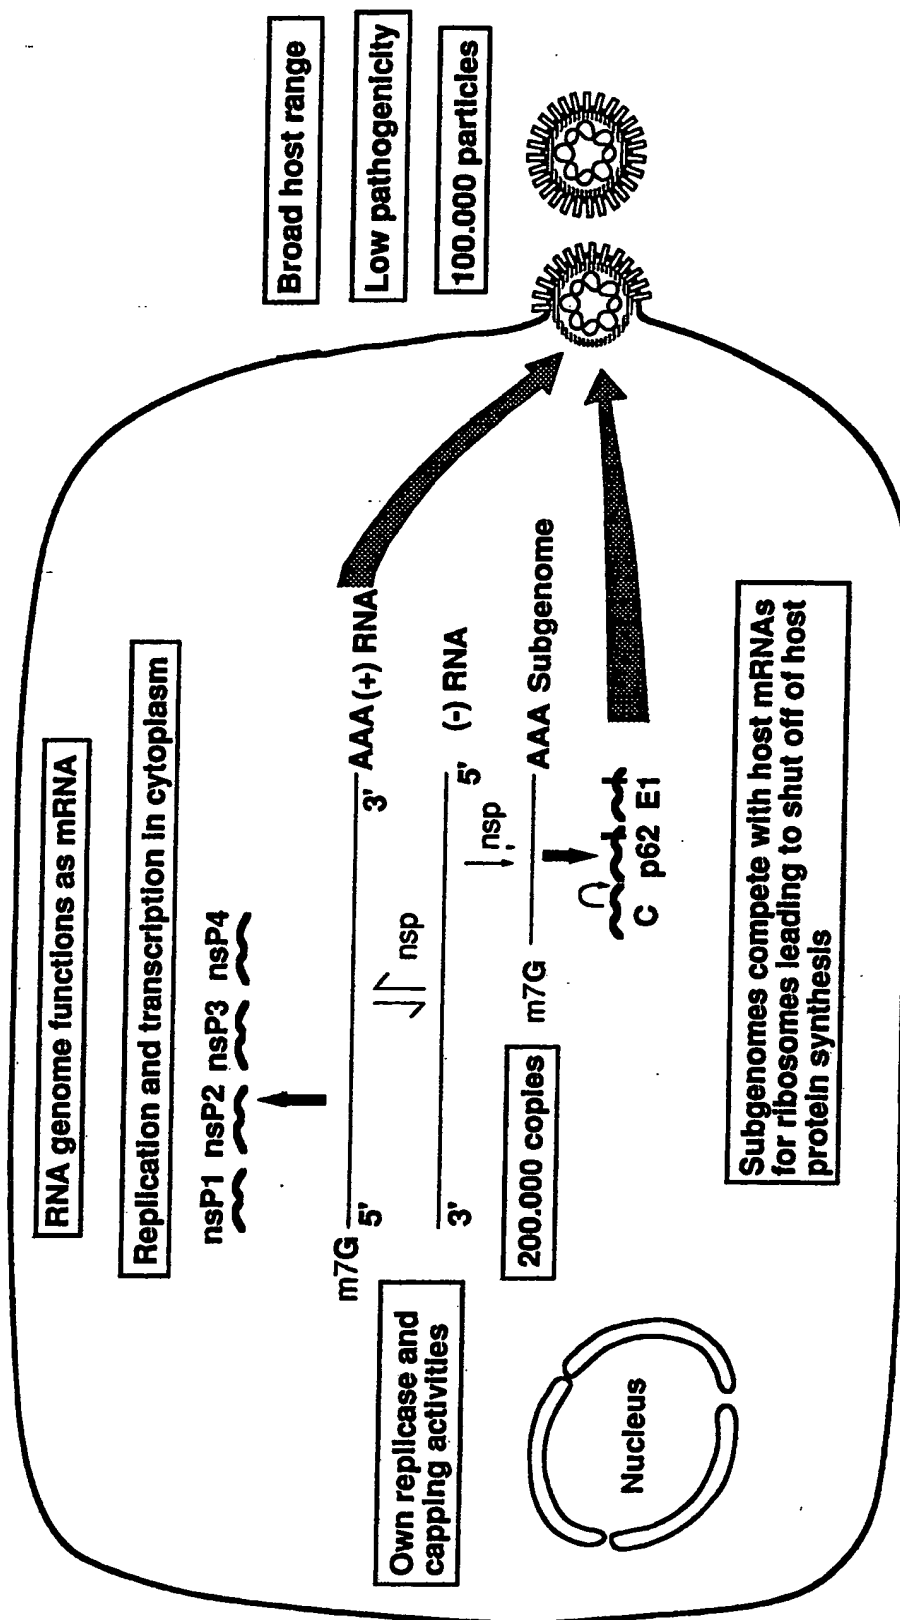 RNA genome functions as mRNA
Replication and transcription in cytoplasm
nsP1 nsP2 nsP3 nsP4
m7G
5'
3'
AAA (+) RNA
nsp
3'
5'
(-) RNA
nsp
Own replicase and
capping activities
200.000 copies
m7G
AAA Subgenome
C p62 E1
Nucleus
Subgenomes compete with host mRNAs
for ribosomes leading to shut off of host
protein synthesis
Broad host range
Low pathogenicity
100.000 particles